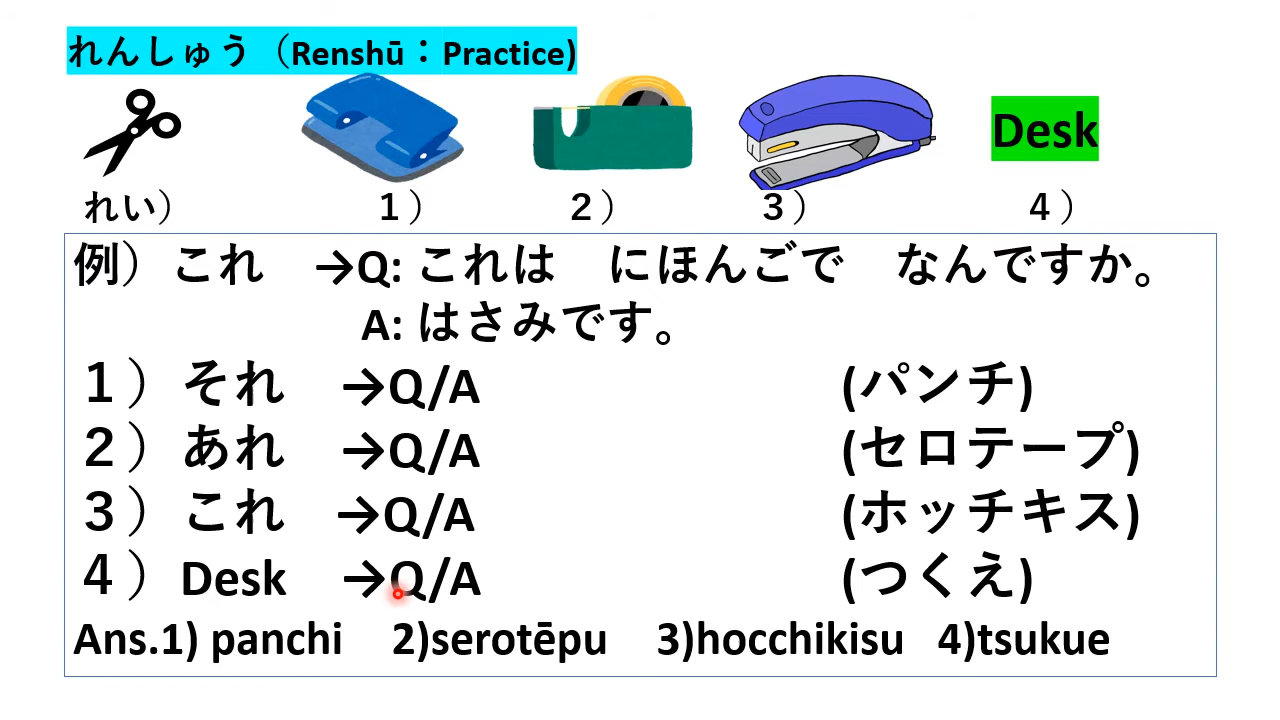 れんしゅう（Renshū：Practice)
Desk
れい） １） ２） ３） ４）
例）これ　→Q: これは　にほんごで　なんですか。
A: はさみです。
１）それ　→Q/A　(パンチ)
２）あれ　→Q/A　(セロテープ)
３）これ　→Q/A　(ホッチキス)
４）Desk　→Q/A　(つくえ)
Ans.1) panchi　2)serotēpu　3)hocchikisu　4)tsukue